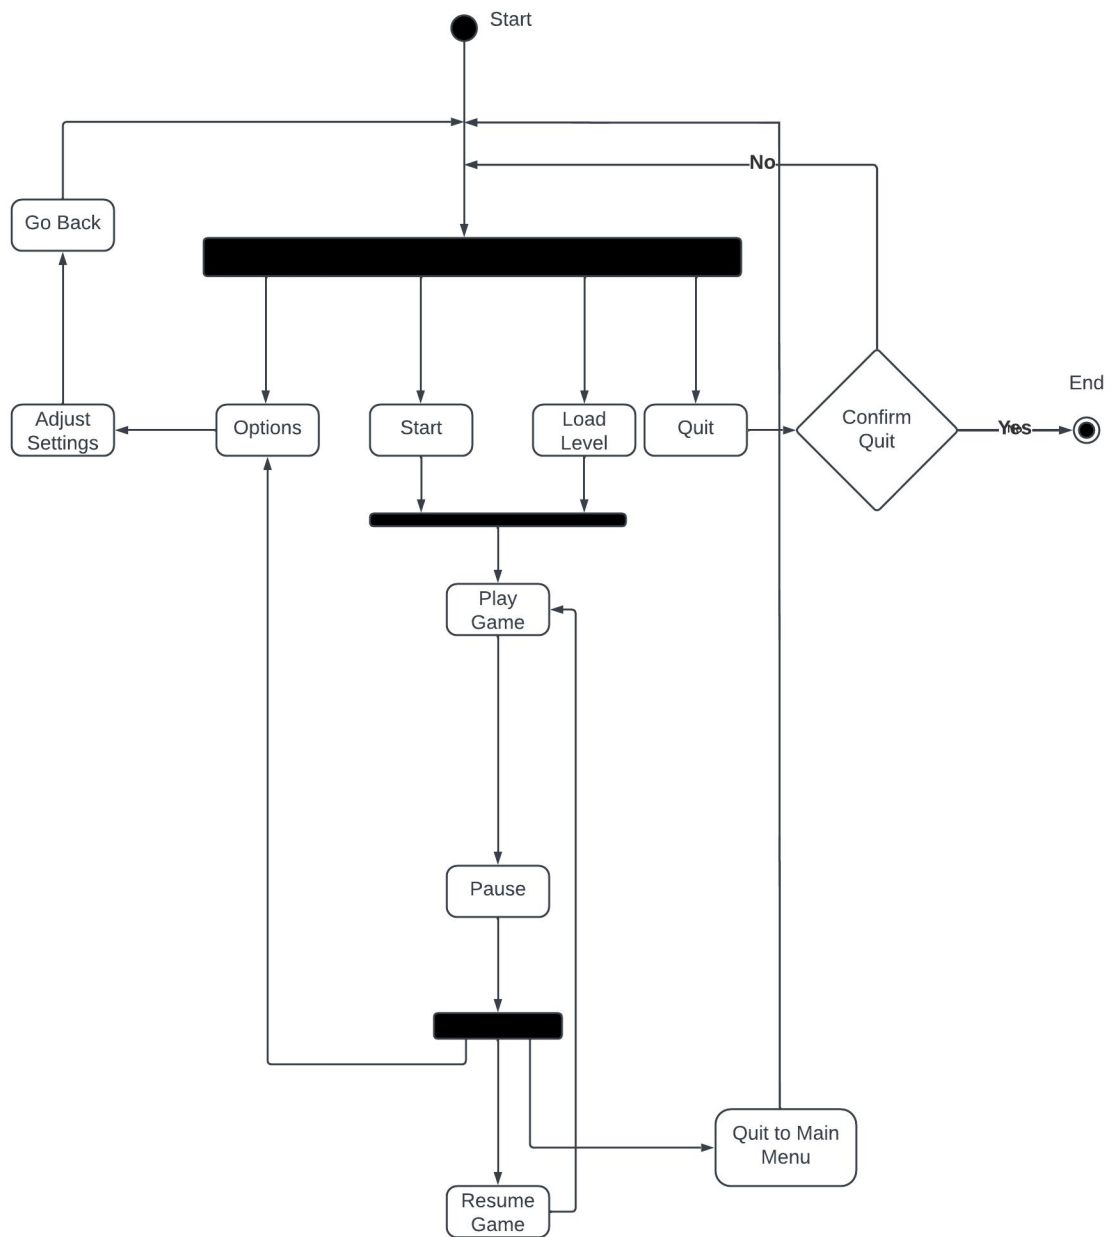 Start
No
Go Back
End
Adjust
Settings
Options
Start
Load
Level
Quit
Confirm
Quit
Yes
Play
Game
Pause
Quit to Main
Menu
Resume
Game